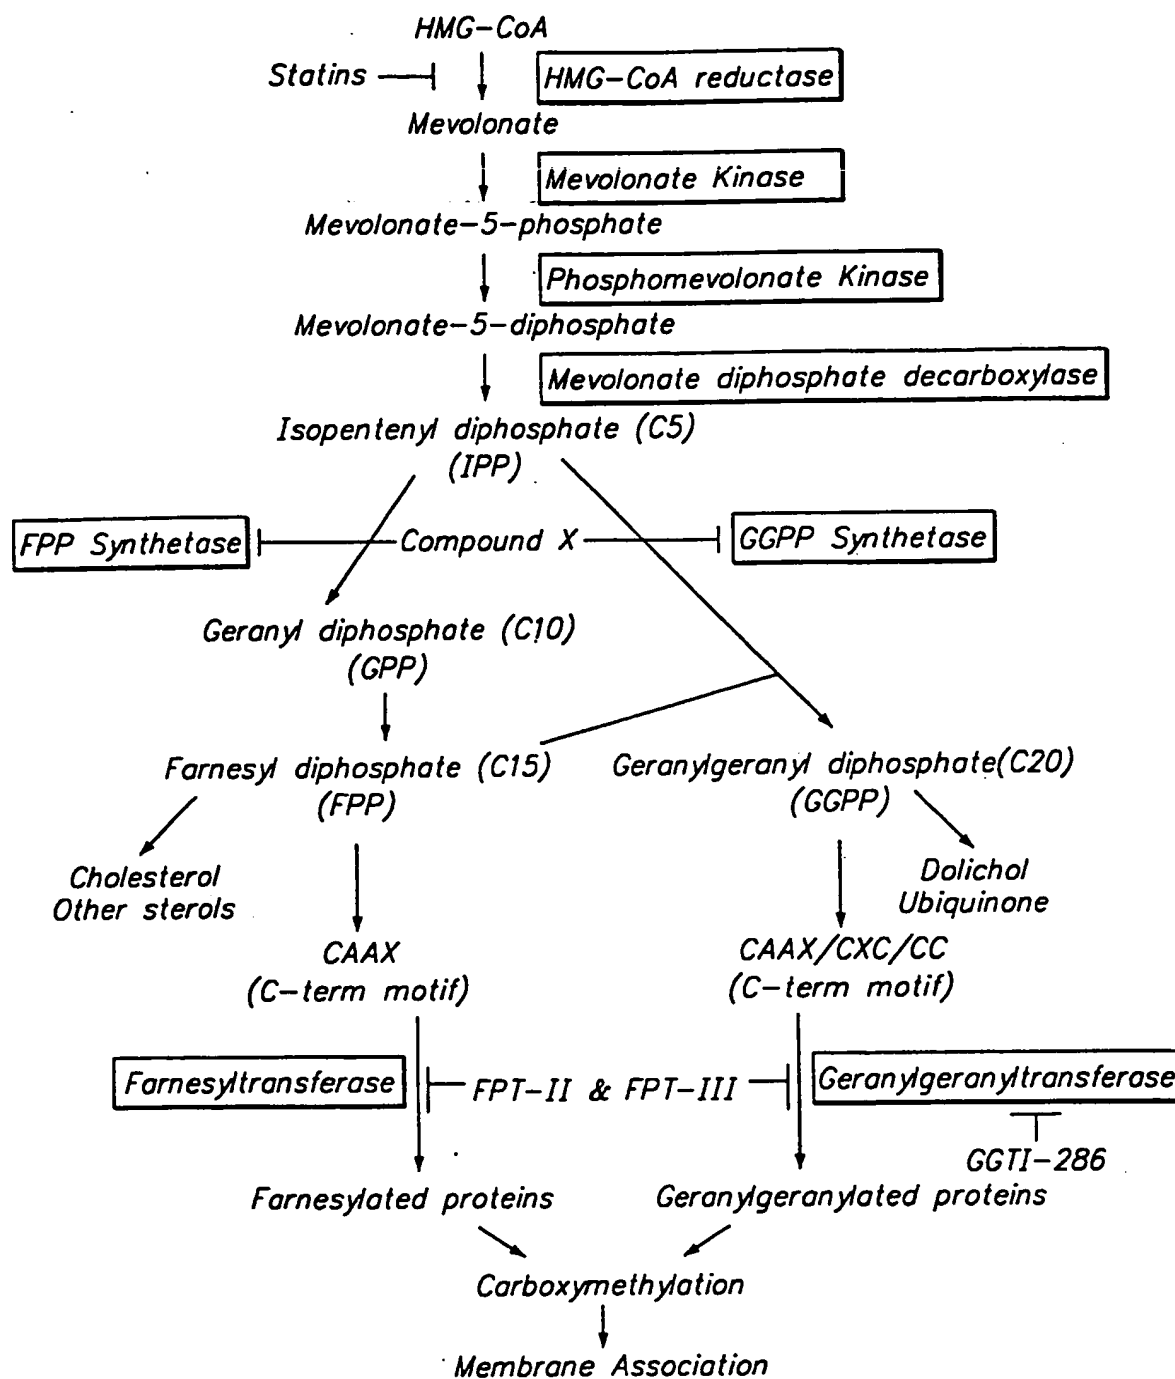 HMG-CoA
Statins
HMG-CoA reductase
Mevolonate
Mevolonate Kinase
Mevolonate-5-phosphate
Phosphomevolonate Kinase
Mevolonate-5-diphosphate
Mevolonate diphosphate decarboxylase
Isopentenyl diphosphate (C5)
(IPP)
FPP Synthetase
Compound X
GGPP Synthetase
Geranyl diphosphate (C10)
(GPP)
Farnesyl diphosphate (C15)
(FPP)
Geranylgeranyl diphosphate(C20)
(GGPP)
Cholesterol
Other sterols
Dolichol
Ubiquinone
CAAX
(C-term motif)
CAAX/CXC/CC
(C-term motif)
Farnesyltransferase
FPT-II & FPT-III
Geranylgeranyltransferase
GGTI-286
Farnesylated proteins
Geranylgeranylated proteins
Carboxymethylation
Membrane Association